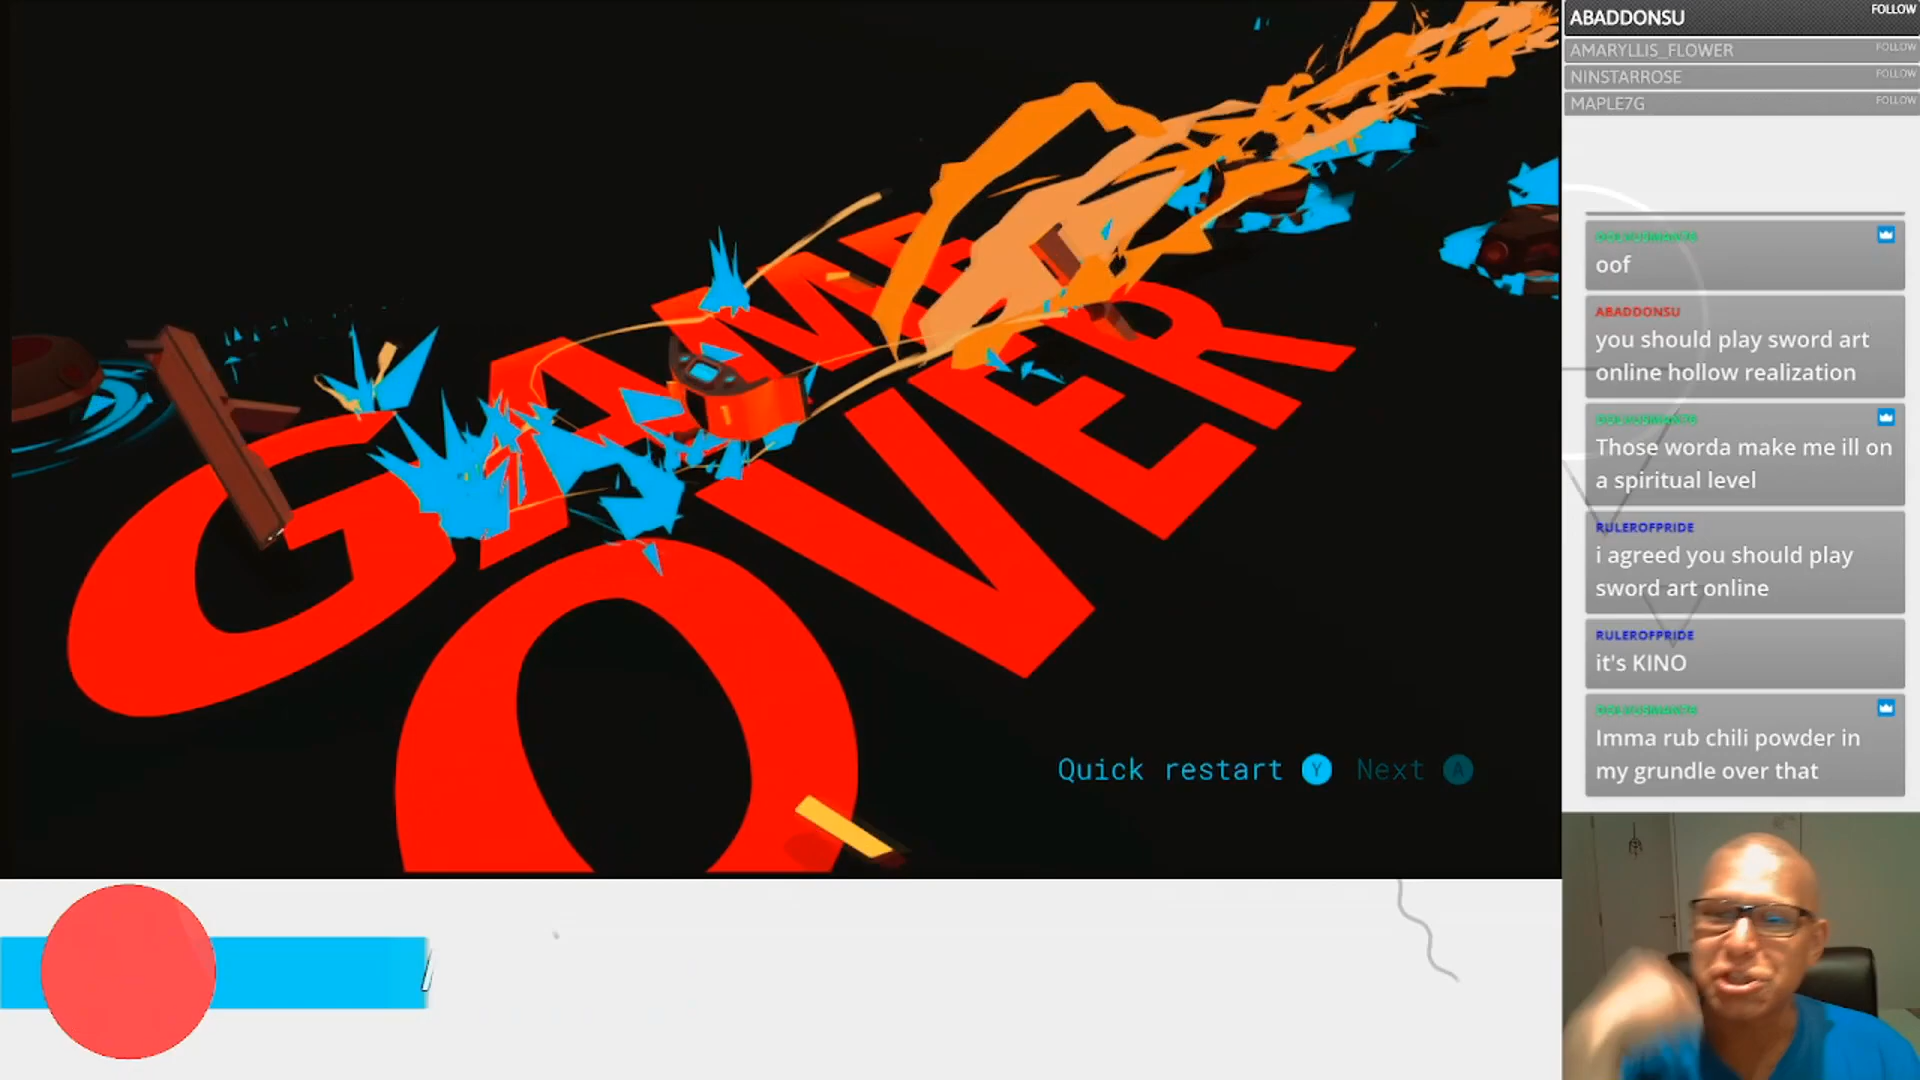 GAME
OVER
Quick restart Y Next A
ABADDONSU FOLLOW
AMARYLLIS_FLOWER FOLLOW
NINSTARROSE FOLLOW
MAPLE7G FOLLOW
oof
ABADDONSU
you should play sword art
online hollow realization
Those worda make me ill on
a spiritual level
RULEROFPRIDE
i agreed you should play
sword art online
RULEROFPRIDE
it's KINO
Imma rub chili powder in
my grundle over that